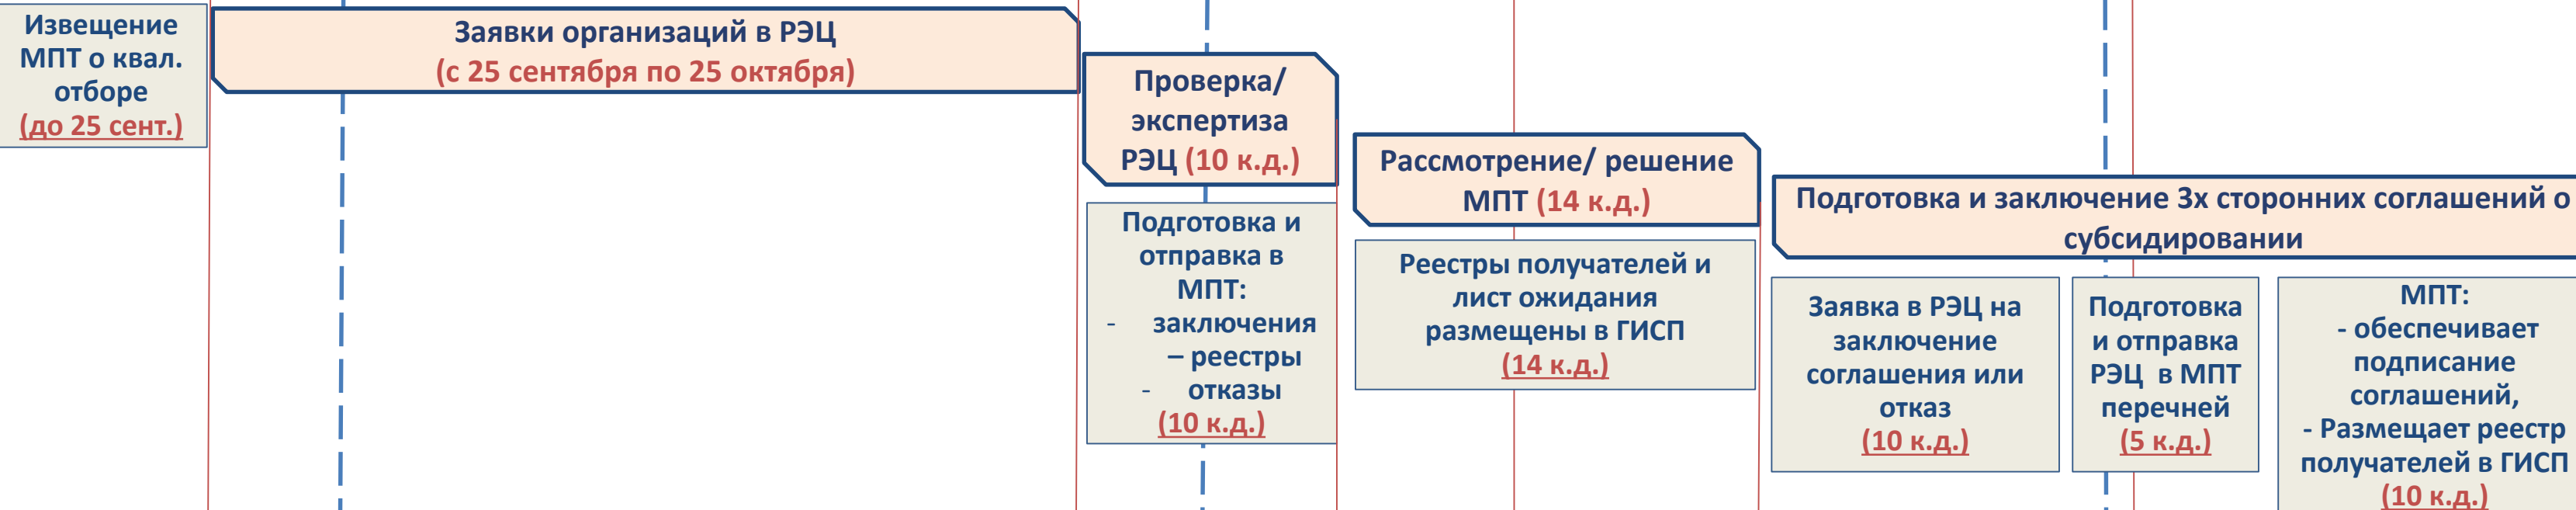 Извещение
МПТ о квал.
отборе
(до 25 сент.)
Заявки организаций в РЭЦ
(с 25 сентября по 25 октября)
Проверка/
экспертиза
РЭЦ (10 к.д.)
Подготовка и
отправка в
МПТ:
- заключения
– реестры
- отказы
(10 к.д.)
Рассмотрение/ решение
МПТ (14 к.д.)
Реестры получателей и
лист ожидания
размещены в ГИСП
(14 к.д.)
Подготовка и заключение 3х сторонних соглашений о
субсидировании
Заявка в РЭЦ на
заключение
соглашения или
отказ
(10 к.д.)
Подготовка
и отправка
РЭЦ в МПТ
перечней
(5 к.д.)
МПТ:
- обеспечивает
подписание
соглашений,
- Размещает реестр
получателей в ГИСП
(10 к.д.)